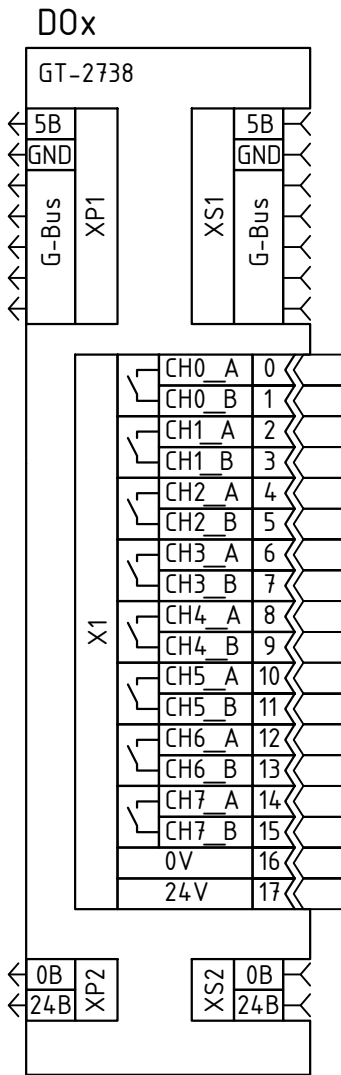 DOx
GT-2738
5В 5В
GND GND
G-Bus XP1 XS1 G-Bus
X1
CH0_A 0
CH0_B 1
CH1_A 2
CH1_B 3
CH2_A 4
CH2_B 5
CH3_A 6
CH3_B 7
CH4_A 8
CH4_B 9
CH5_A 10
CH5_B 11
CH6_A 12
CH6_B 13
CH7_A 14
CH7_B 15
0V 16
24V 17
0В XP2 XS2 0В
24В 24В